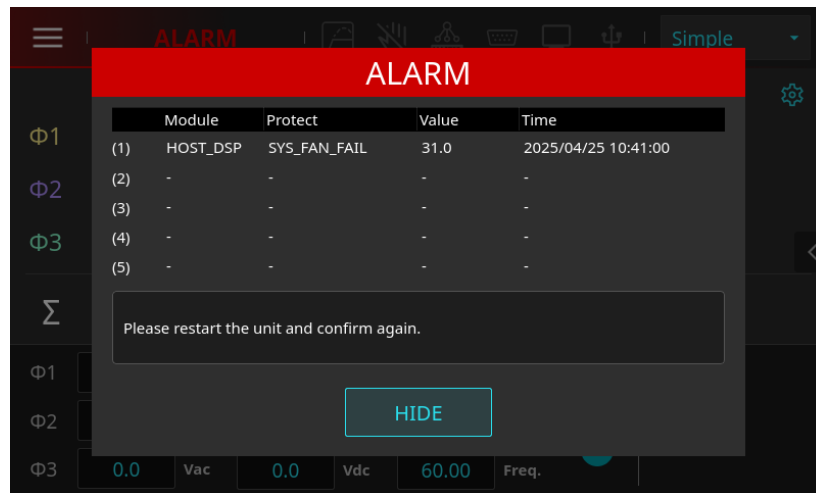 ALARM
Simple
ALARM
Module Protect Value Time
(1) HOST_DSP SYS_FAN_FAIL 31.0 2025/04/25 10:41:00
(2) - - - -
(3) - - - -
(4) - - - -
(5) - - - -
Φ1
Φ2
Φ3
Σ
Please restart the unit and confirm again.
HIDE
Φ1
Φ2
Φ3 0.0 Vac 0.0 Vdc 60.00 Freq.